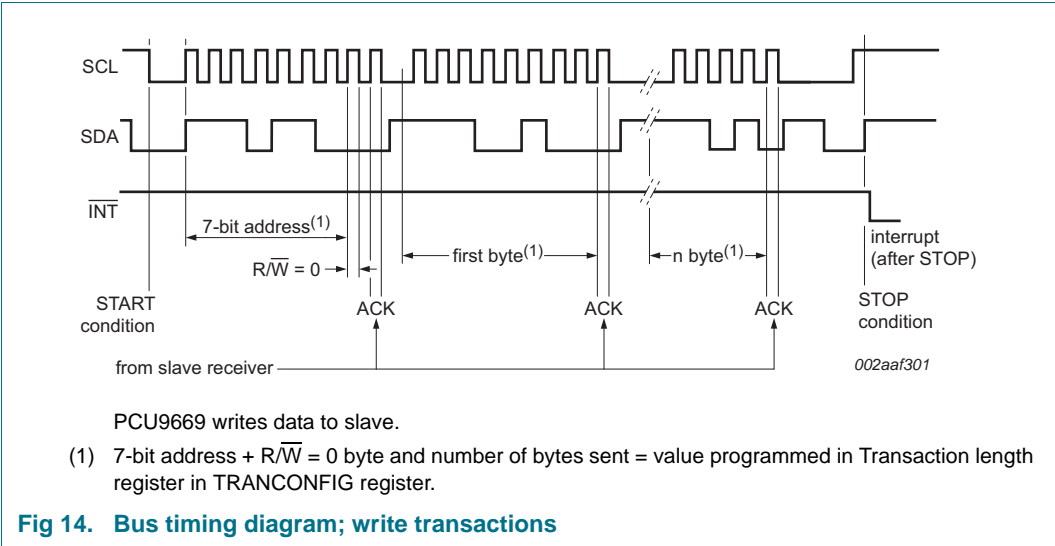 SCL
SDA
INT
7-bit address(1)
first byte(1)
n byte(1)
interrupt
(after STOP)
R/W = 0
START
condition
ACK
ACK
ACK
STOP
condition
from slave receiver
002aaf301
PCU9669 writes data to slave.
(1) 7-bit address + R/W = 0 byte and number of bytes sent = value programmed in Transaction length
register in TRANCONFIG register.
Fig 14. Bus timing diagram; write transactions